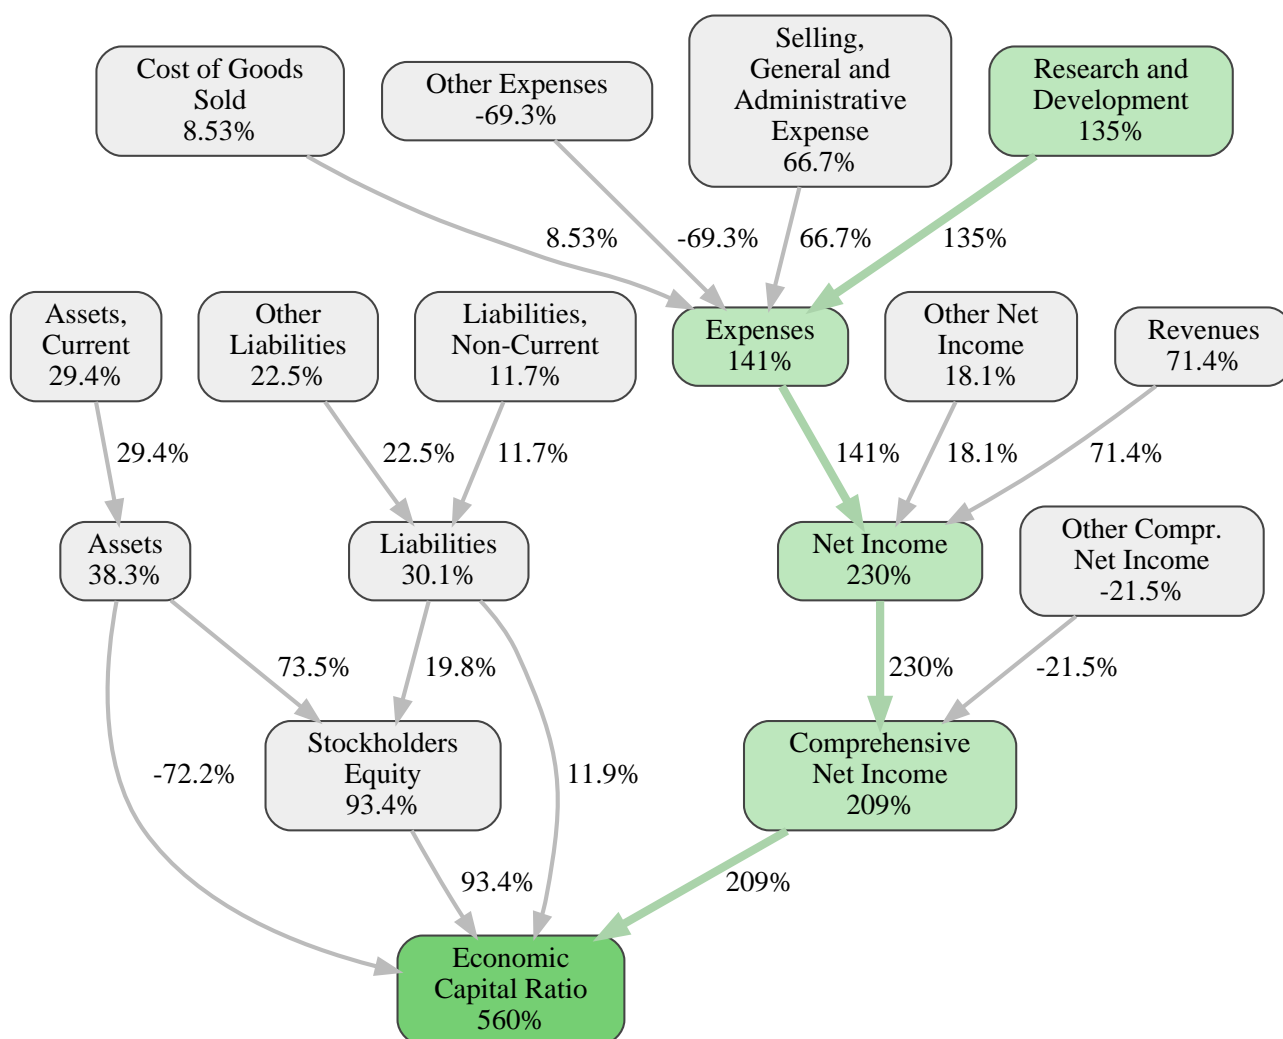 Cost of Goods
Sold
8.53%
Other Expenses
-69.3%
Selling,
General and
Administrative
Expense
66.7%
Research and
Development
135%
8.53%
-69.3%
66.7%
135%
Assets,
Current
29.4%
Other
Liabilities
22.5%
Liabilities,
Non-Current
11.7%
Expenses
141%
Other Net
Income
18.1%
Revenues
71.4%
29.4%
22.5%
11.7%
141%
18.1%
71.4%
Assets
38.3%
Liabilities
30.1%
Net Income
230%
Other Compr.
Net Income
-21.5%
73.5%
19.8%
230%
-21.5%
-72.2%
Stockholders
Equity
93.4%
11.9%
Comprehensive
Net Income
209%
93.4%
209%
Economic
Capital Ratio
560%